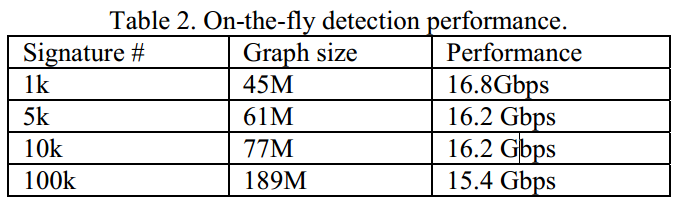 Table 2. On-the-fly detection performance.
Signature # Graph size Performance
1k 45M 16.8Gbps
5k 61M 16.2 Gbps
10k 77M 16.2 Gbps
100k 189M 15.4 Gbps